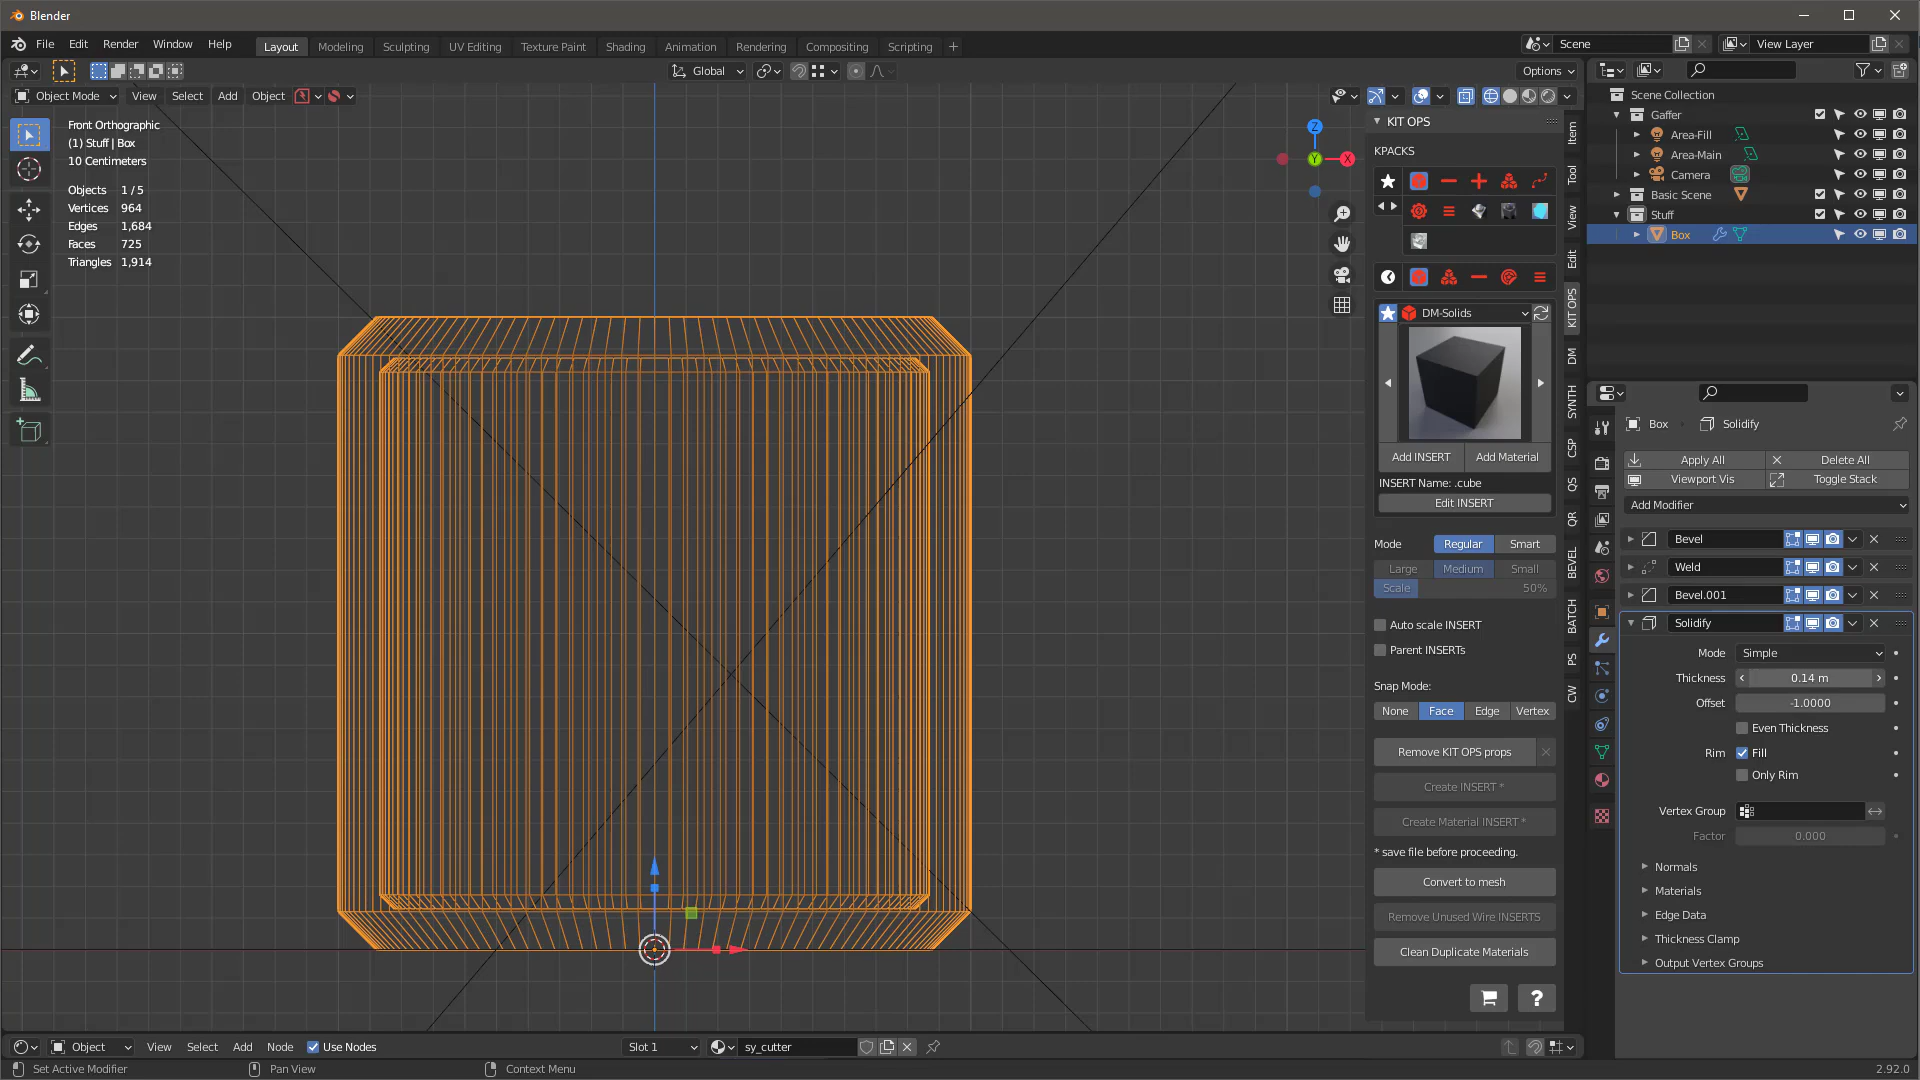 Blender
File Edit Render Window Help
Layout Modeling Sculpting UV Editing Texture Paint Shading Animation Rendering Compositing Scripting +
Scene
View Layer
Global
Options
Object Mode View Select Add Object
Front Orthographic
(1) Stuff | Box
10 Centimeters
Objects 1 / 5
Vertices 964
Edges 1,684
Faces 725
Triangles 1,914
Z
Y
X
KIT OPS
KPACKS
DM-Solids
Add INSERT Add Material
INSERT Name: .cube
Edit INSERT
Mode Regular Smart
Large Medium Small
Scale 50%
Auto scale INSERT
Parent INSERTs
Snap Mode:
None Face Edge Vertex
Remove KIT OPS props
Create INSERT *
Create Material INSERT *
* save file before proceeding.
Convert to mesh
Remove Unused Wire INSERTS
Clean Duplicate Materials
?
Item
Tool
View
Edit
KIT OPS
DM
SYNTH
CSP
QS
QR
BEVEL
BATCH
PS
CW
Scene Collection
Gaffer
Area-Fill
Area-Main
Camera
Basic Scene
Stuff
Box
Box Solidify
Apply All Delete All
Viewport Vis Toggle Stack
Add Modifier
Bevel
Weld
Bevel.001
Solidify
Mode Simple
Thickness 0.14 m
Offset -1.0000
Even Thickness
Rim Fill
Only Rim
Vertex Group
Factor 0.000
Normals
Materials
Edge Data
Thickness Clamp
Output Vertex Groups
Object View Select Add Node Use Nodes
Slot 1
sy_cutter
Set Active Modifier Pan View Context Menu
2.92.0